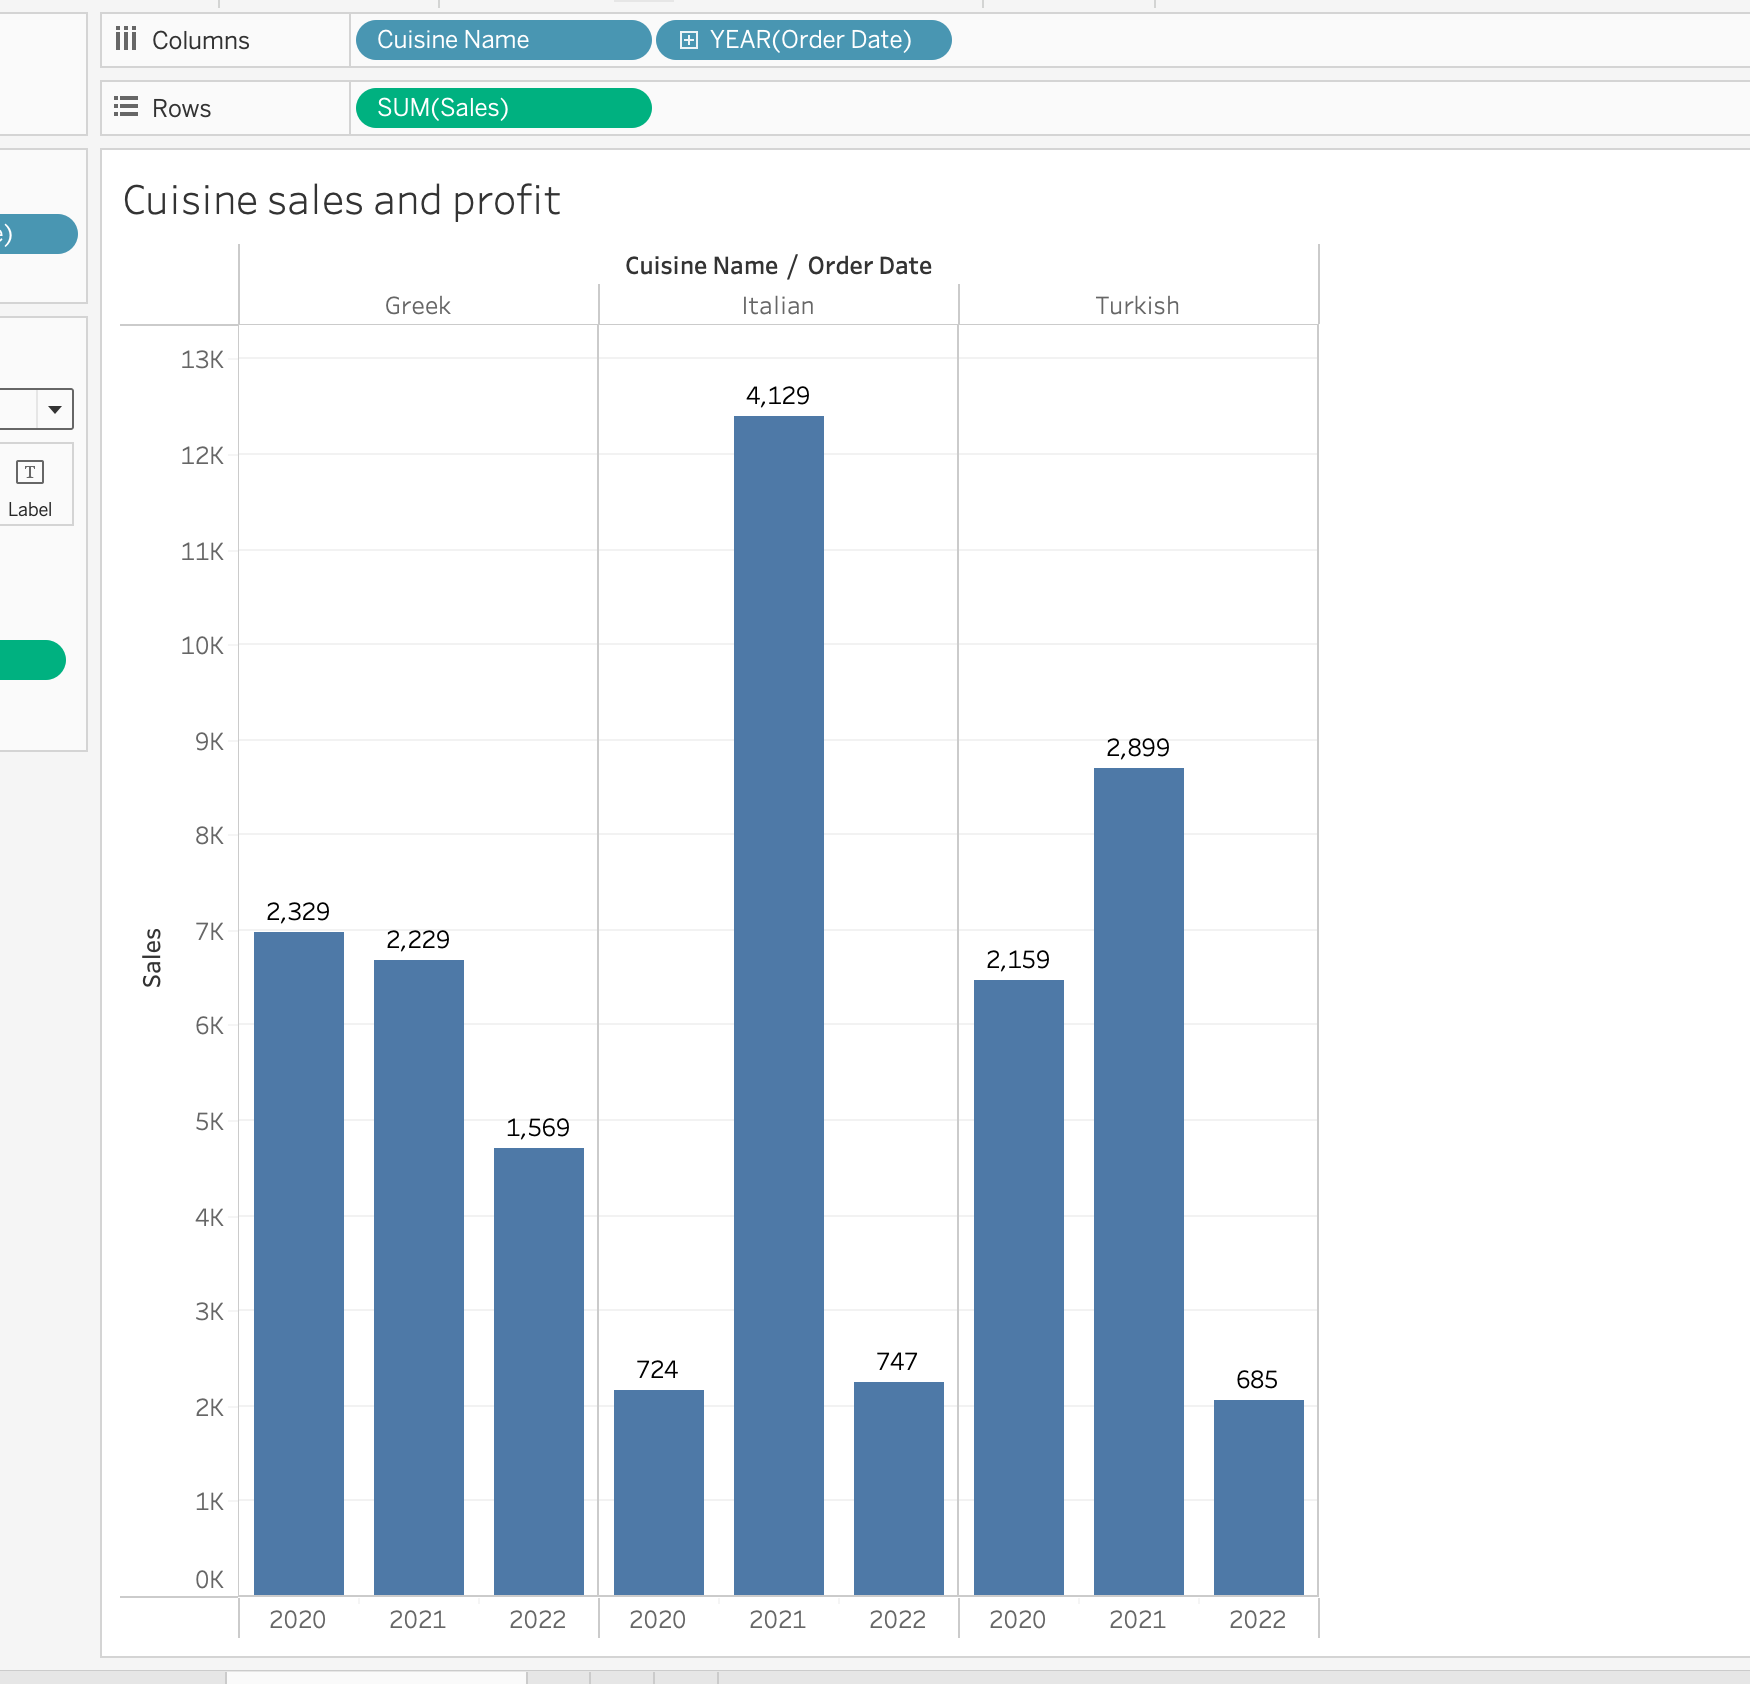 Columns
Cuisine Name
YEAR(Order Date)
Rows
SUM(Sales)
e)
T
Label
Cuisine sales and profit
Cuisine Name / Order Date
Greek Italian Turkish
13K
12K
11K
10K
9K
8K
7K
6K
5K
4K
3K
2K
1K
0K
Sales
2,329
2,229
1,569
724
4,129
747
2,159
2,899
685
2020 2021 2022 2020 2021 2022 2020 2021 2022